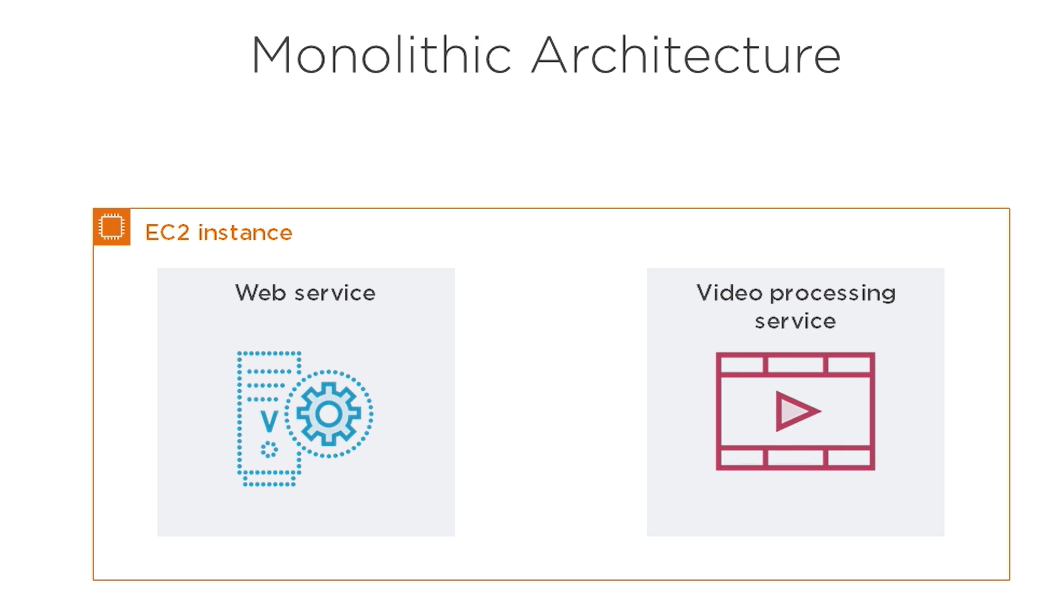 Monolithic Architecture
EC2 instance
Web service
Video processing
service